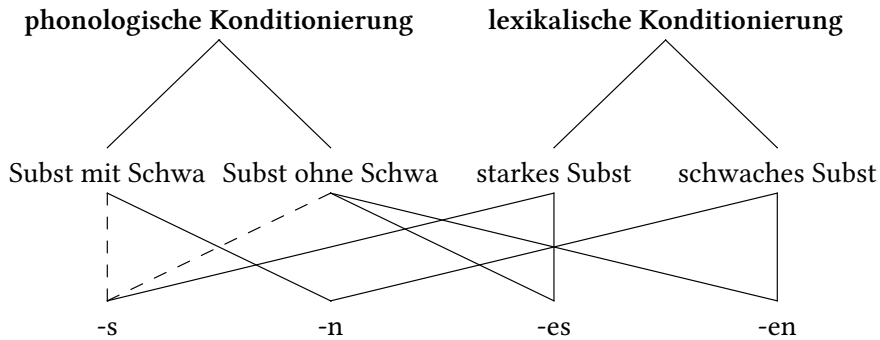 phonologische Konditionierung lexikalische Konditionierung
Subst mit Schwa Subst ohne Schwa starkes Subst schwaches Subst
-s -n -es -en